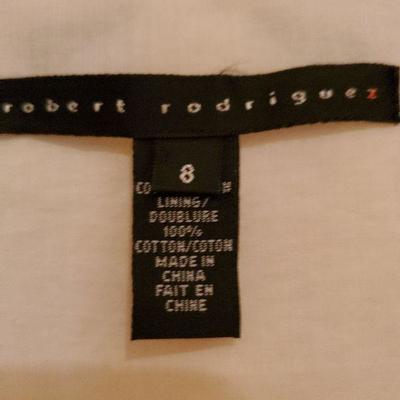 robert rodriguez
8
LINING/
DOUBLURE
100%
COTTON/COTON
MADE IN
CHINA
FAIT EN
CHINE